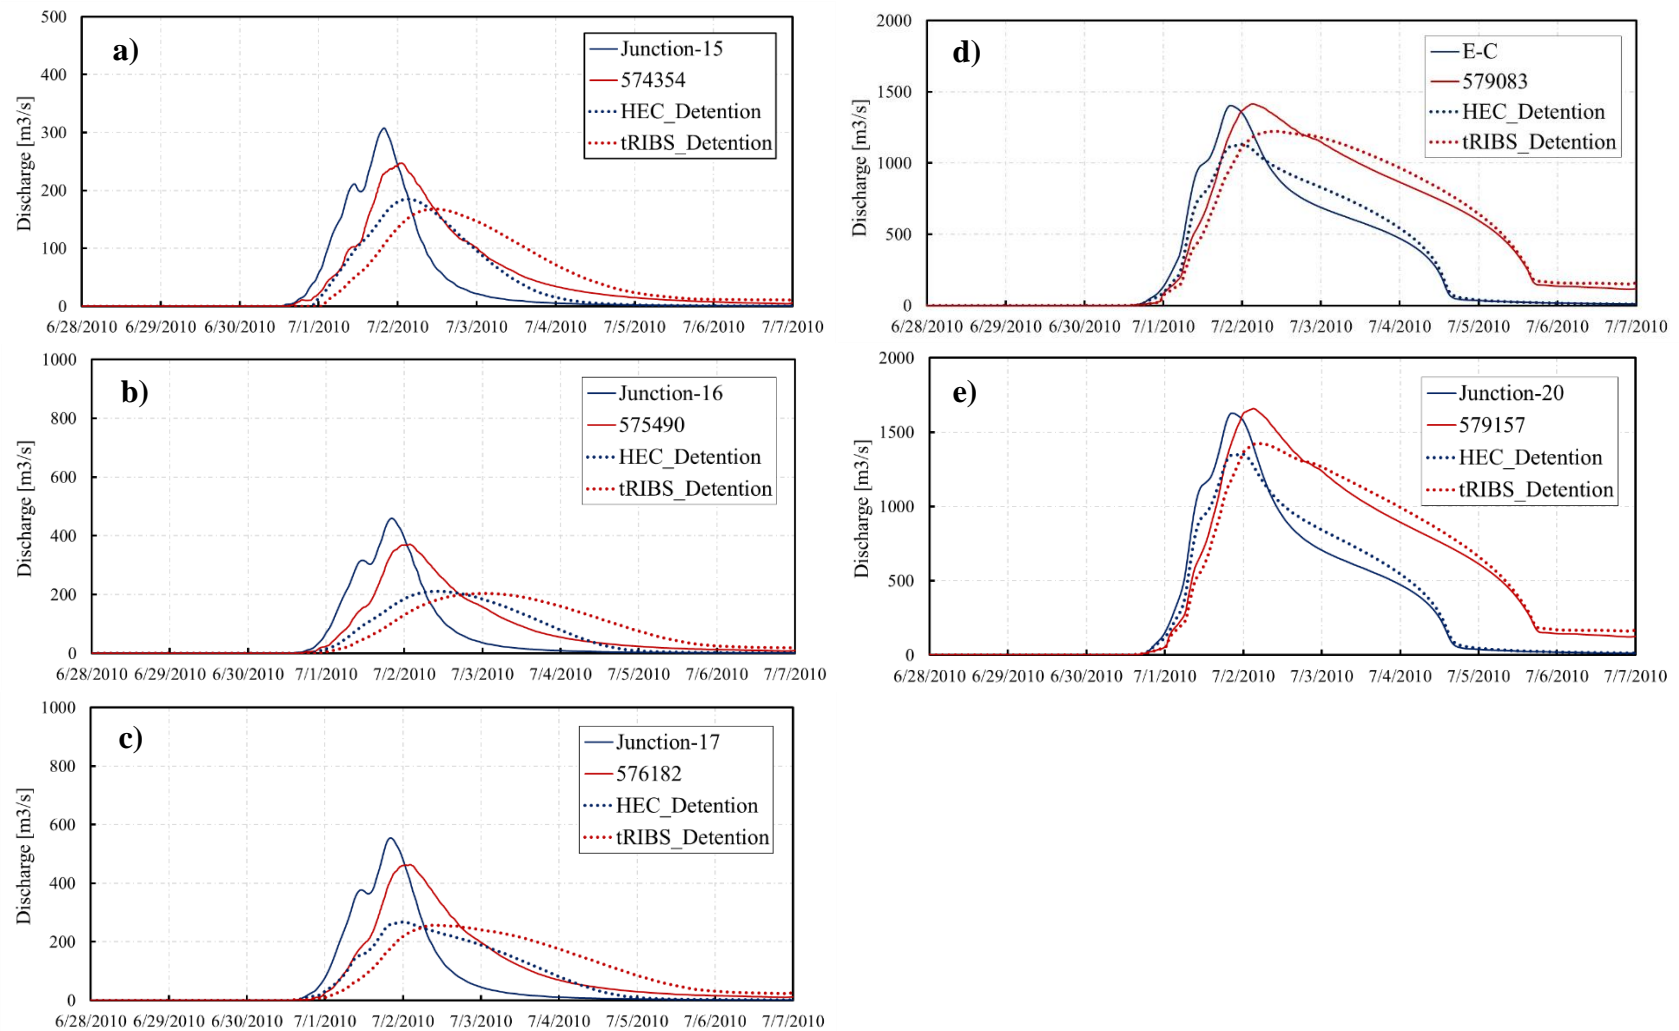 a)
500
400
300
200
100
0
Discharge [m3/s]
Junction-15
574354
HEC_Detention
tRIBS_Detention
6/28/2010 6/29/2010 6/30/2010 7/1/2010 7/2/2010 7/3/2010 7/4/2010 7/5/2010 7/6/2010 7/7/2010
b)
1000
800
600
400
200
0
Discharge [m3/s]
Junction-16
575490
HEC_Detention
tRIBS_Detention
6/28/2010 6/29/2010 6/30/2010 7/1/2010 7/2/2010 7/3/2010 7/4/2010 7/5/2010 7/6/2010 7/7/2010
c)
1000
800
600
400
200
0
Discharge [m3/s]
Junction-17
576182
HEC_Detention
tRIBS_Detention
6/28/2010 6/29/2010 6/30/2010 7/1/2010 7/2/2010 7/3/2010 7/4/2010 7/5/2010 7/6/2010 7/7/2010
d)
2000
1500
1000
500
0
Discharge [m3/s]
E-C
579083
HEC_Detention
tRIBS_Detention
6/28/2010 6/29/2010 6/30/2010 7/1/2010 7/2/2010 7/3/2010 7/4/2010 7/5/2010 7/6/2010 7/7/2010
e)
2000
1500
1000
500
0
Discharge [m3/s]
Junction-20
579157
HEC_Detention
tRIBS_Detention
6/28/2010 6/29/2010 6/30/2010 7/1/2010 7/2/2010 7/3/2010 7/4/2010 7/5/2010 7/6/2010 7/7/2010